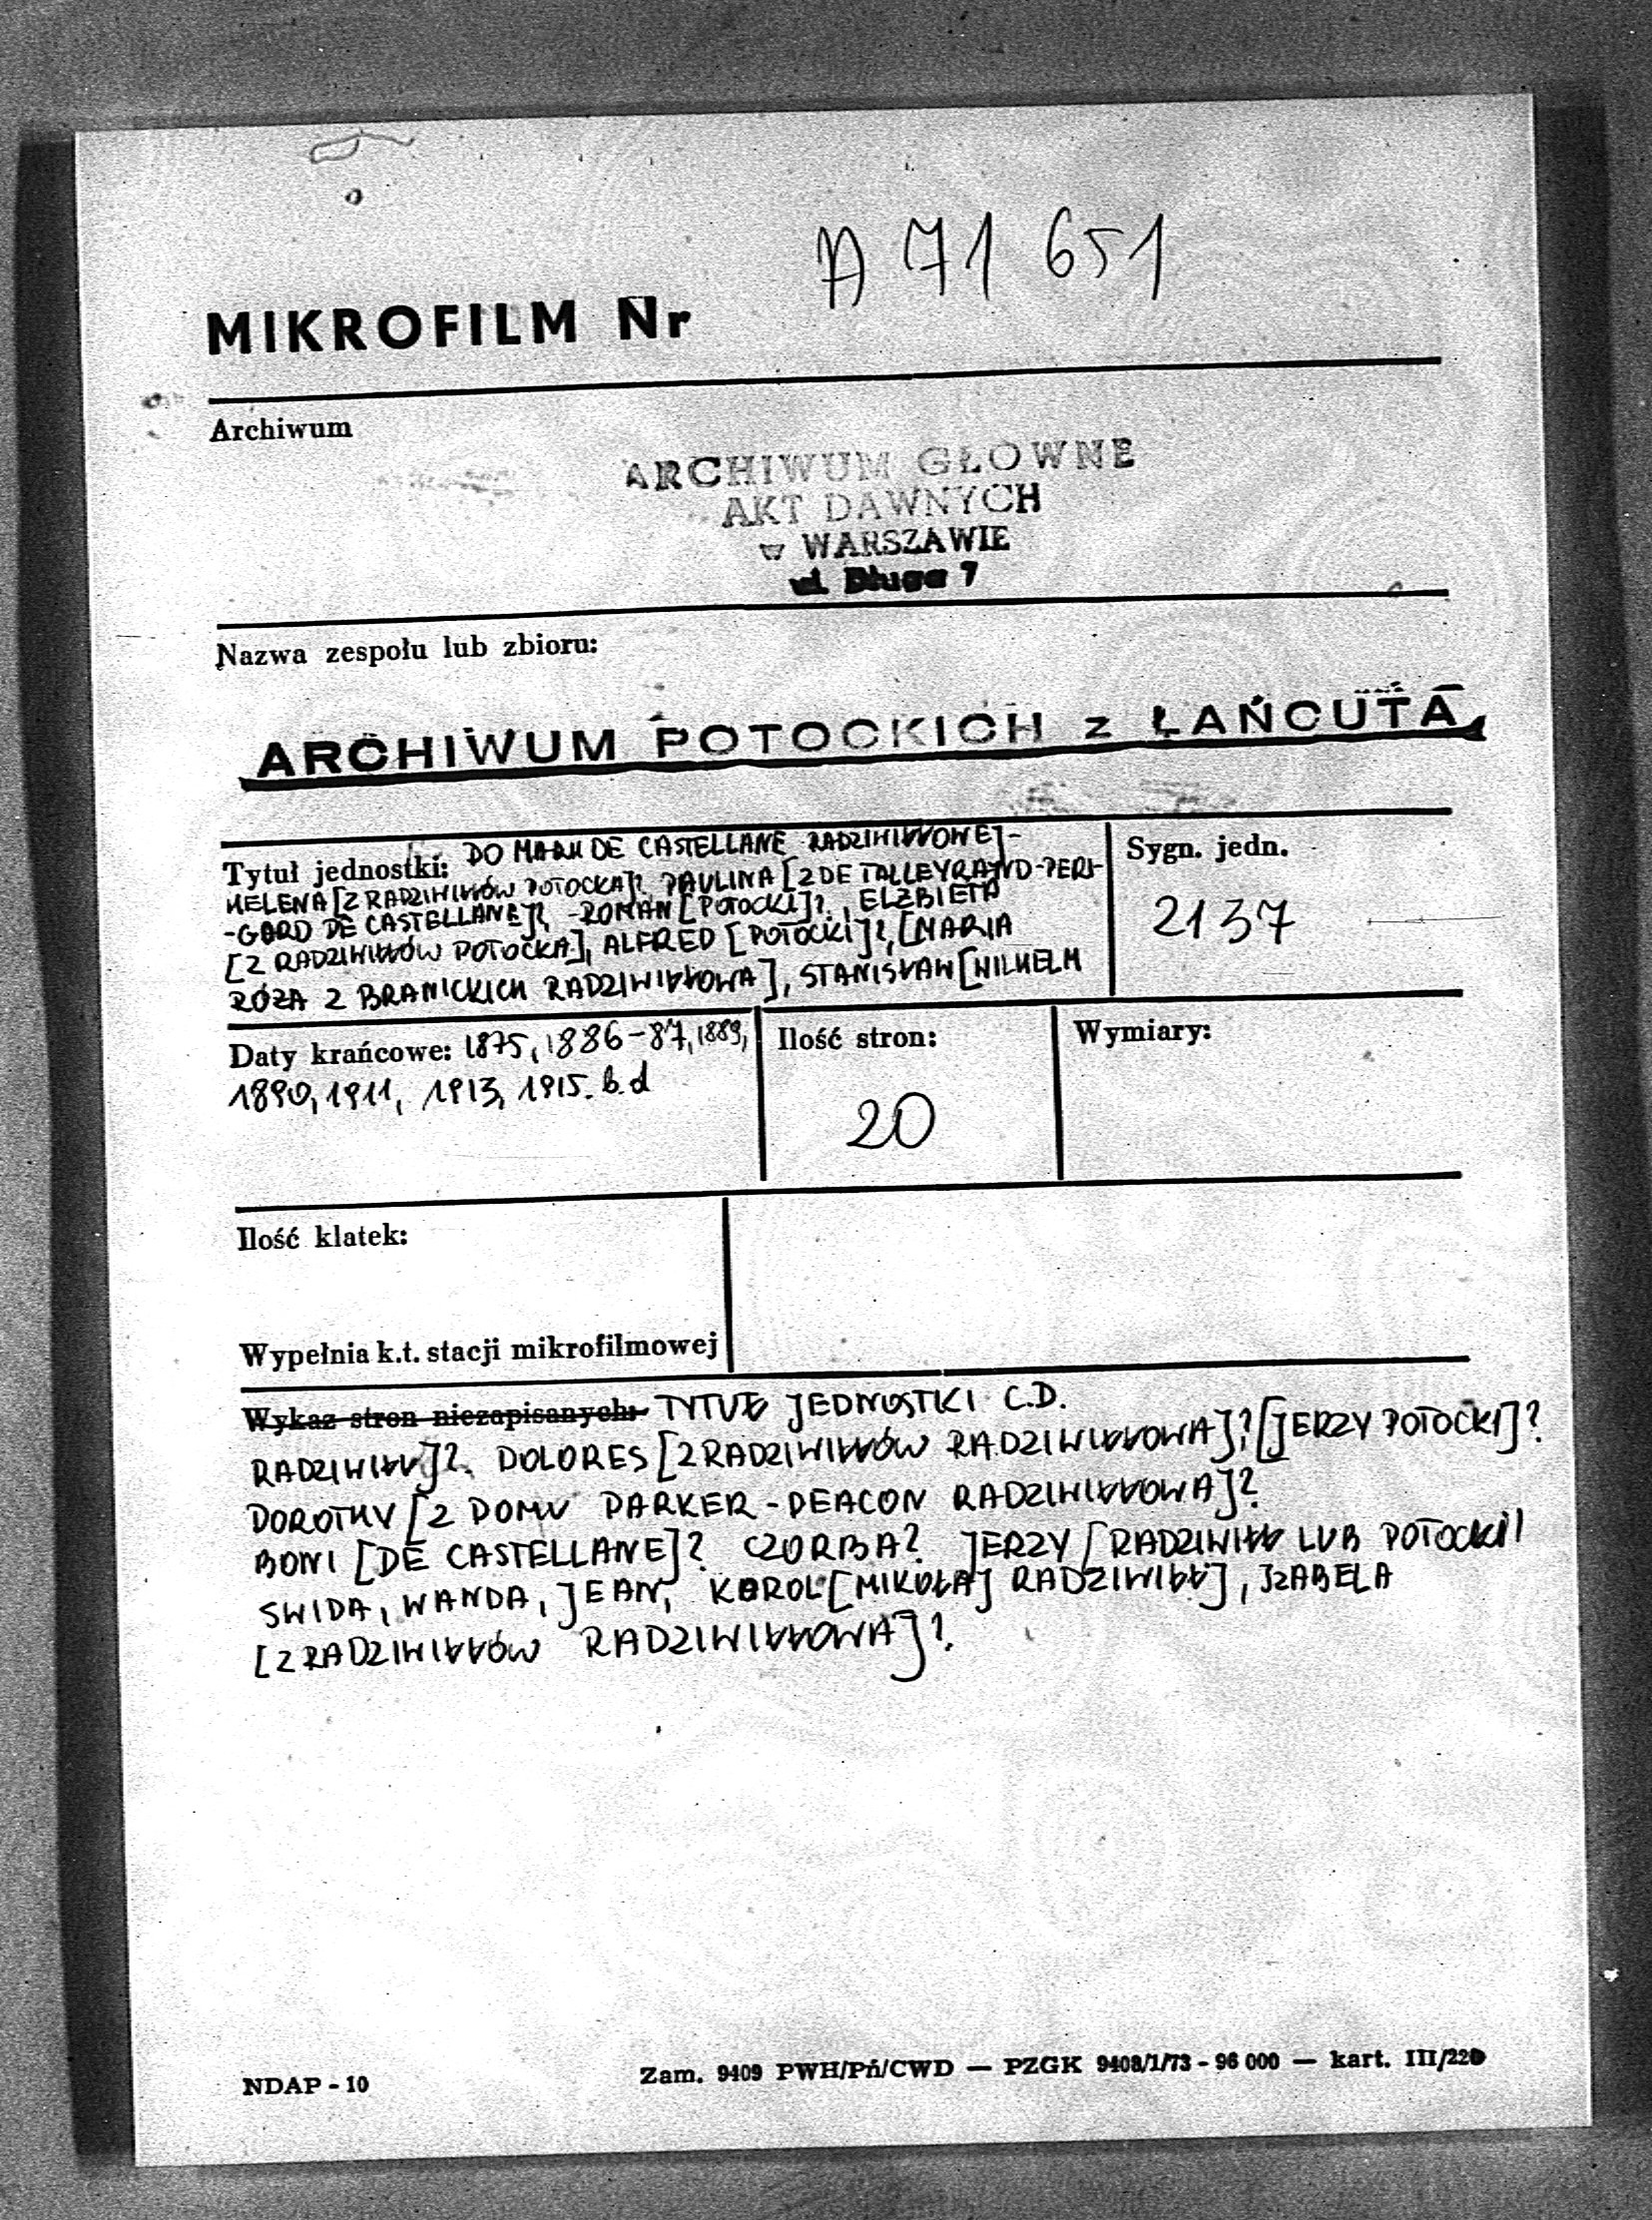 A 71 651
MIKROFILM Nr
Archiwum
ARCHIWUM GŁOWNE
AKT DAWNYCH
w WARSZAWIE
ul. Długa 7
Nazwa zespołu lub zbioru:
ARCHIWUM POTOCKICH z ŁAŃCUTA
Tytuł jednostki: DO DE CASTELLANE RADZIWIŁŁOWEJ-
HELENA [Z RADZIWIŁŁÓW POTOCKA]?, PAULINA [Z DE TALLEYRAND-PERI-
-GORD DE CASTELLANE]?, -ROMAN [POTOCKI]?., ELŻBIETA
[Z RADZIWIŁŁÓW POTOCKA], ALFRED [POTOCKI]?, [MARIA
RÓŻA Z BRANICKICH RADZIWIŁŁOWA], STANISŁAW [WILHELM
Sygn. jedn.
2137
Daty krańcowe: 1875, 1886-87, 1889,
1890, 1911, 1913, 1915. b.d
Ilość stron:
20
Wymiary:
Ilość klatek:
Wypełnia k.t. stacji mikrofilmowej
Wykaz stron niezapisanych: TYTUŁ JEDNOSTKI C.D.
RADZIWIŁŁ]?. DOLORES [Z RADZIWIŁŁÓW RADZIWIŁŁOWA]?, [JERZY POTOCKI]?
DOROTHY [Z DOMU PARKER-DEACON RADZIWIŁŁOWA]?
BONI [DE CASTELLANE]? CZORBA? JERZY [RADZIWIŁŁ LUB POTOCKI]
SWIDA, WANDA, JEAN, KAROL [MIKOŁAJ RADZIWIŁŁ], IZABELA
[Z RADZIWIŁŁÓW RADZIWIŁŁOWA]?.
NDAP - 10
Zam. 9409 PWH/Pń/CWD — PZGK 9408/1/73 - 96 000 — kart. III/220